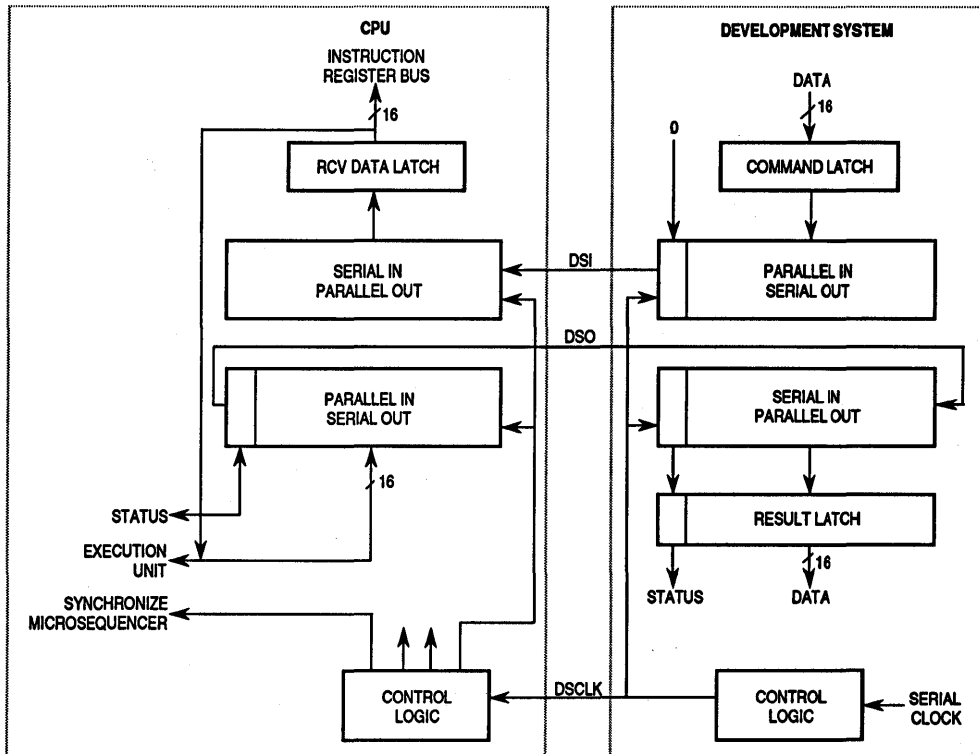 CPU
INSTRUCTION
REGISTER BUS
16
RCV DATA LATCH
SERIAL IN
PARALLEL OUT
PARALLEL IN
SERIAL OUT
16
STATUS
EXECUTION
UNIT
SYNCHRONIZE
MICROSEQUENCER
CONTROL
LOGIC
DSI
DSO
DSCLK
DEVELOPMENT SYSTEM
DATA
16
0
COMMAND LATCH
PARALLEL IN
SERIAL OUT
SERIAL IN
PARALLEL OUT
RESULT LATCH
16
STATUS
DATA
CONTROL
LOGIC
SERIAL
CLOCK